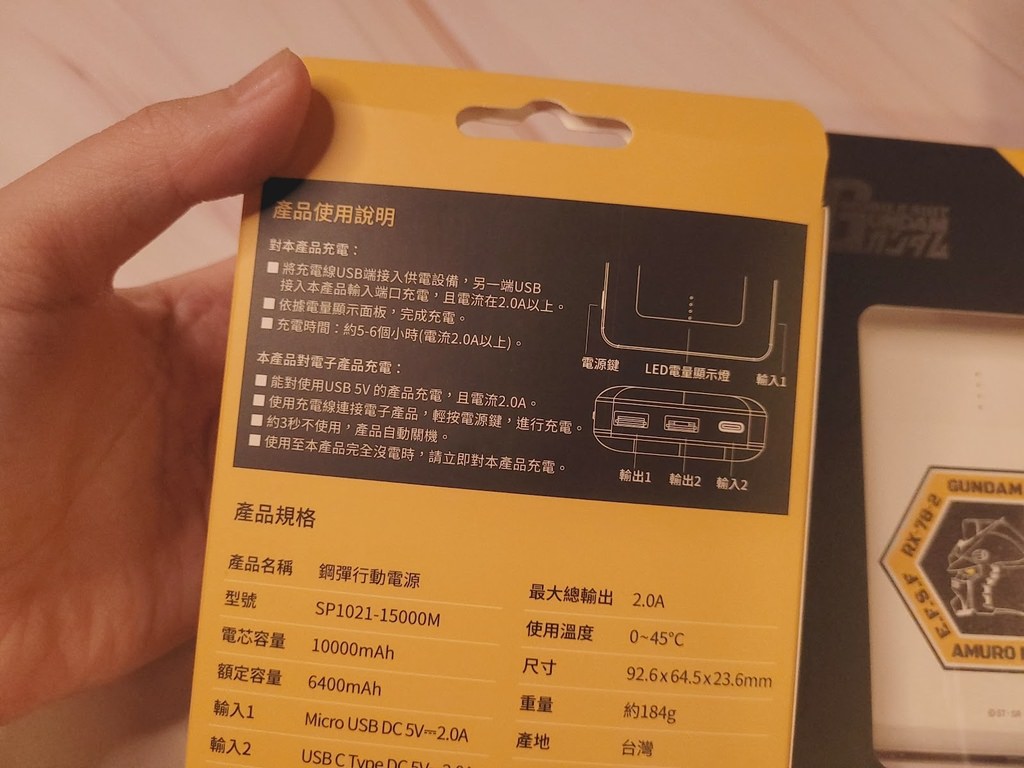 產品使用說明
對本產品充電：
■ 將充電線USB端接入供電設備，另一端USB
接入本產品輸入端口充電，且電流在2.0A以上。
■ 依據電量顯示面板，完成充電。
■ 充電時間：約5-6個小時(電流2.0A以上)。
本產品對電子產品充電：
■ 能對使用USB 5V 的產品充電，且電流2.0A。
■ 使用充電線連接電子產品，輕按電源鍵，進行充電。
■ 約3秒不使用，產品自動關機。
■ 使用至本產品完全沒電時，請立即對本產品充電。
電源鍵
LED電量顯示燈
輸入1
輸出1 輸出2 輸入2
產品規格
產品名稱 鋼彈行動電源
型號 SP1021-15000M
電芯容量 10000mAh
額定容量 6400mAh
輸入1 Micro USB DC 5V⎓2.0A
輸入2 USB C Type DC 5V
最大總輸出 2.0A
使用溫度 0~45℃
尺寸 92.6x64.5x23.6mm
重量 約184g
產地 台灣
GUNDAM
RX-78-2
E.F.S.F
AMURO